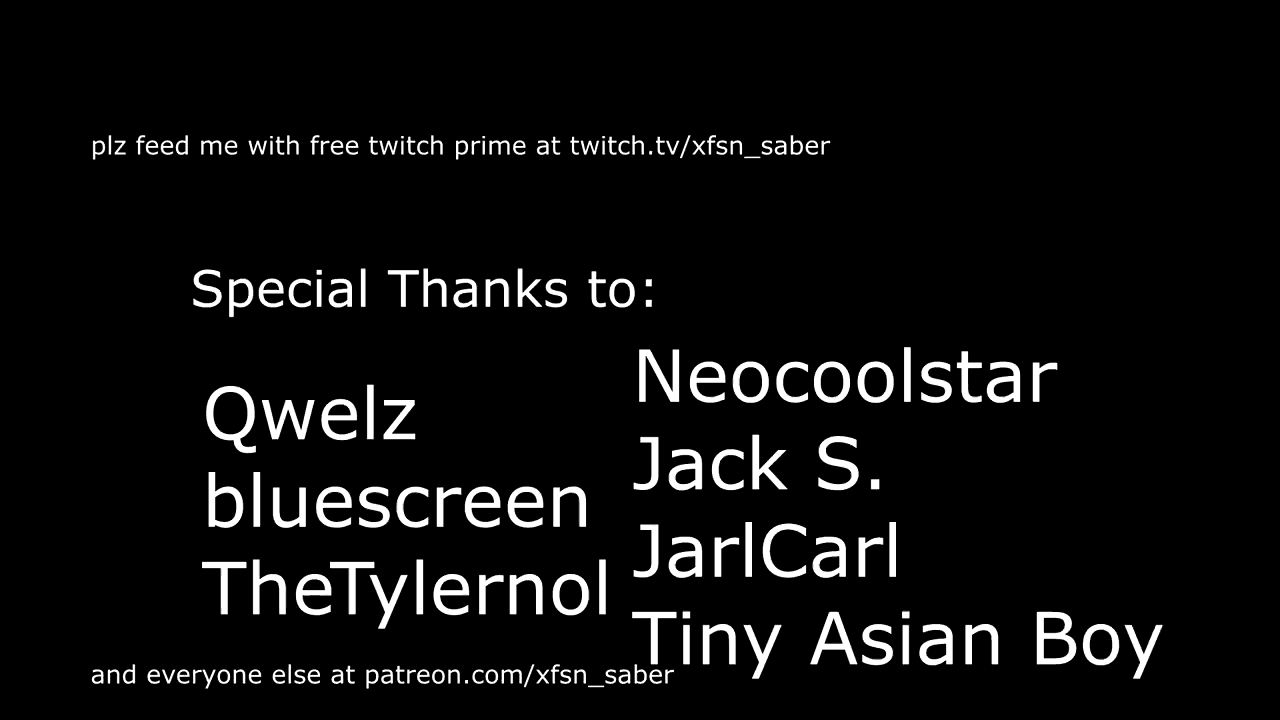 plz feed me with free twitch prime at twitch.tv/xfsn_saber
Special Thanks to:
Qwelz
bluescreen
TheTylernol
Neocoolstar
Jack S.
JarlCarl
Tiny Asian Boy
and everyone else at patreon.com/xfsn_saber